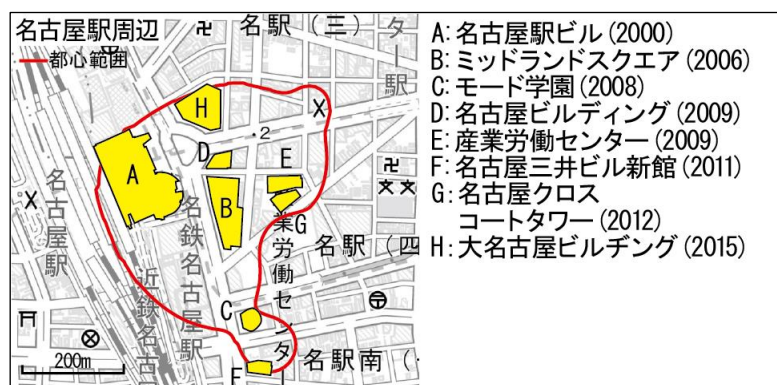 名古屋駅周辺
都心範囲
名駅(三)
ター駅
H
X
2
D
E
A
B
G
X
名古屋駅
名鉄名古屋駅
近鉄名古
業労働センタ
名駅(四
C
200m
F
名駅南(
A:名古屋駅ビル(2000)
B:ミッドランドスクエア(2006)
C:モード学園(2008)
D:名古屋ビルディング(2009)
E:産業労働センター(2009)
F:名古屋三井ビル新館(2011)
G:名古屋クロス
コートタワー(2012)
H:大名古屋ビルヂング(2015)